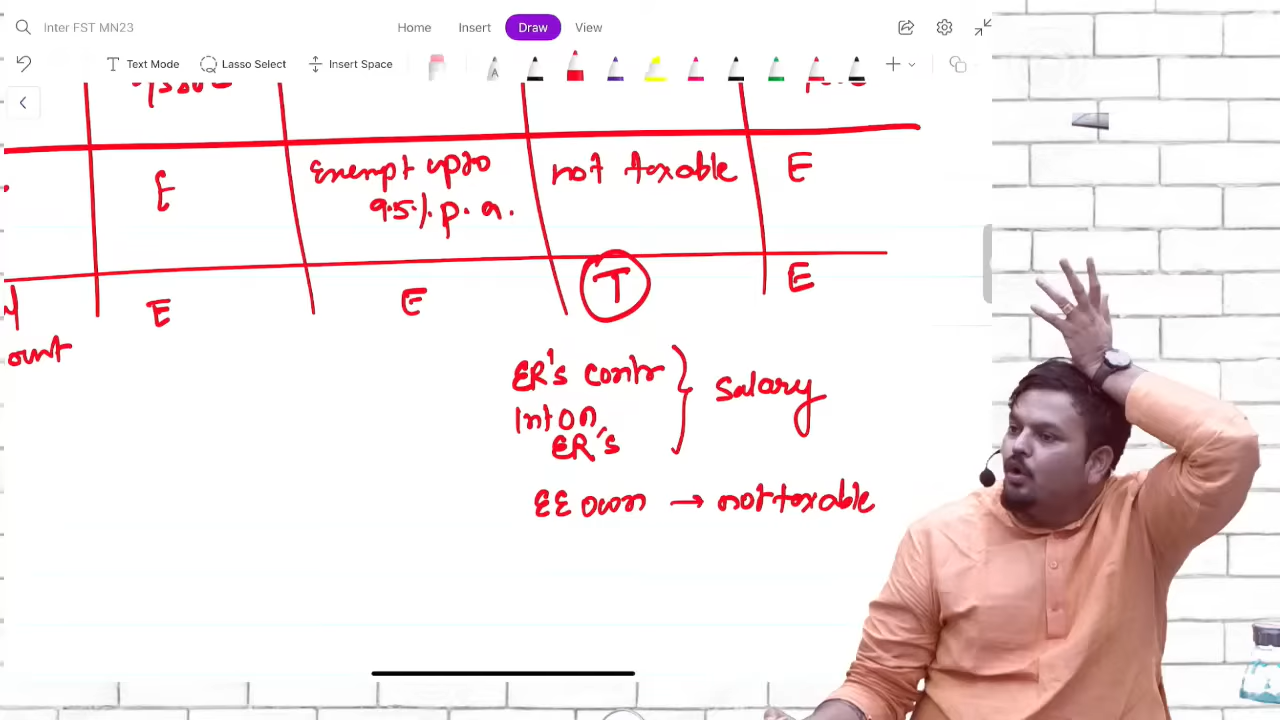 Inter FST MN23
Home Insert Draw View
Text Mode Lasso Select Insert Space
E Exempt upto not taxable E
9.5% p.a.
E E T E
ount
ER's contr
Int on
ER's
Salary
EE own → not taxable